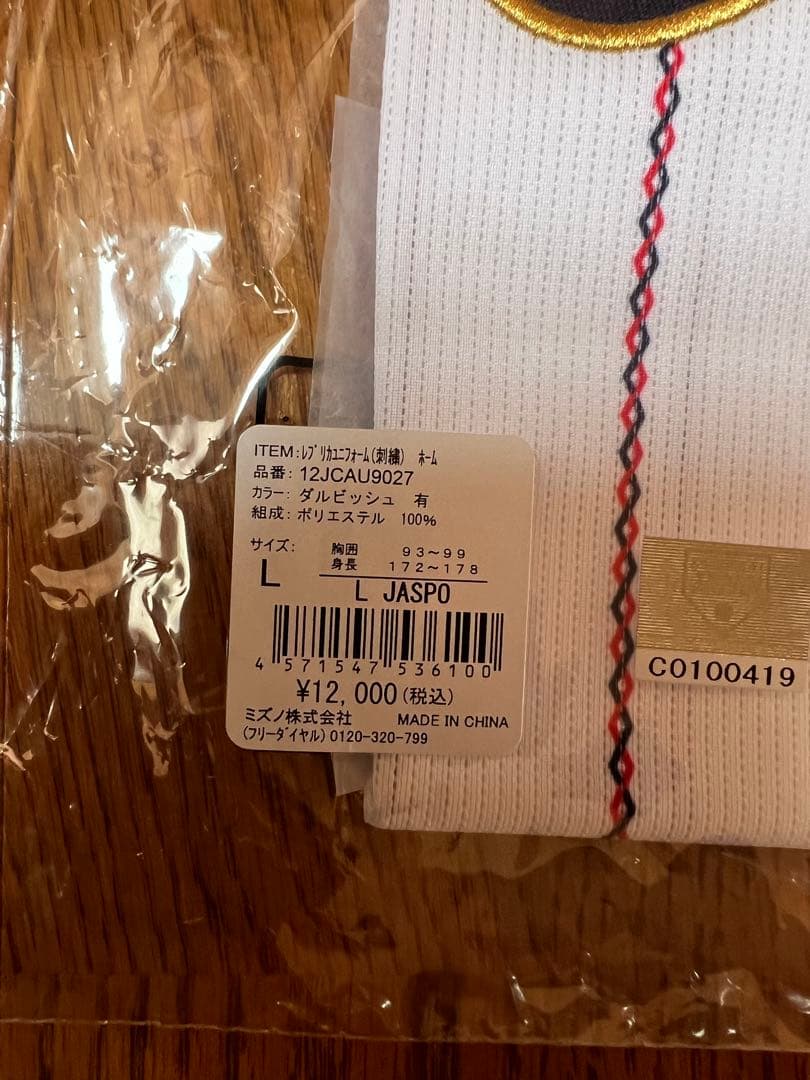 ITEM:レプリカユニフォーム(刺繍) ホーム
品番: 12JCAU9027
カラー: ダルビッシュ 有
組成: ポリエステル 100%
サイズ: 胸囲 93~99
身長 172~178
L
L JASPO
4 571547 536100
¥12,000(税込)
ミズノ株式会社 MADE IN CHINA
(フリーダイヤル) 0120-320-799
C0100419